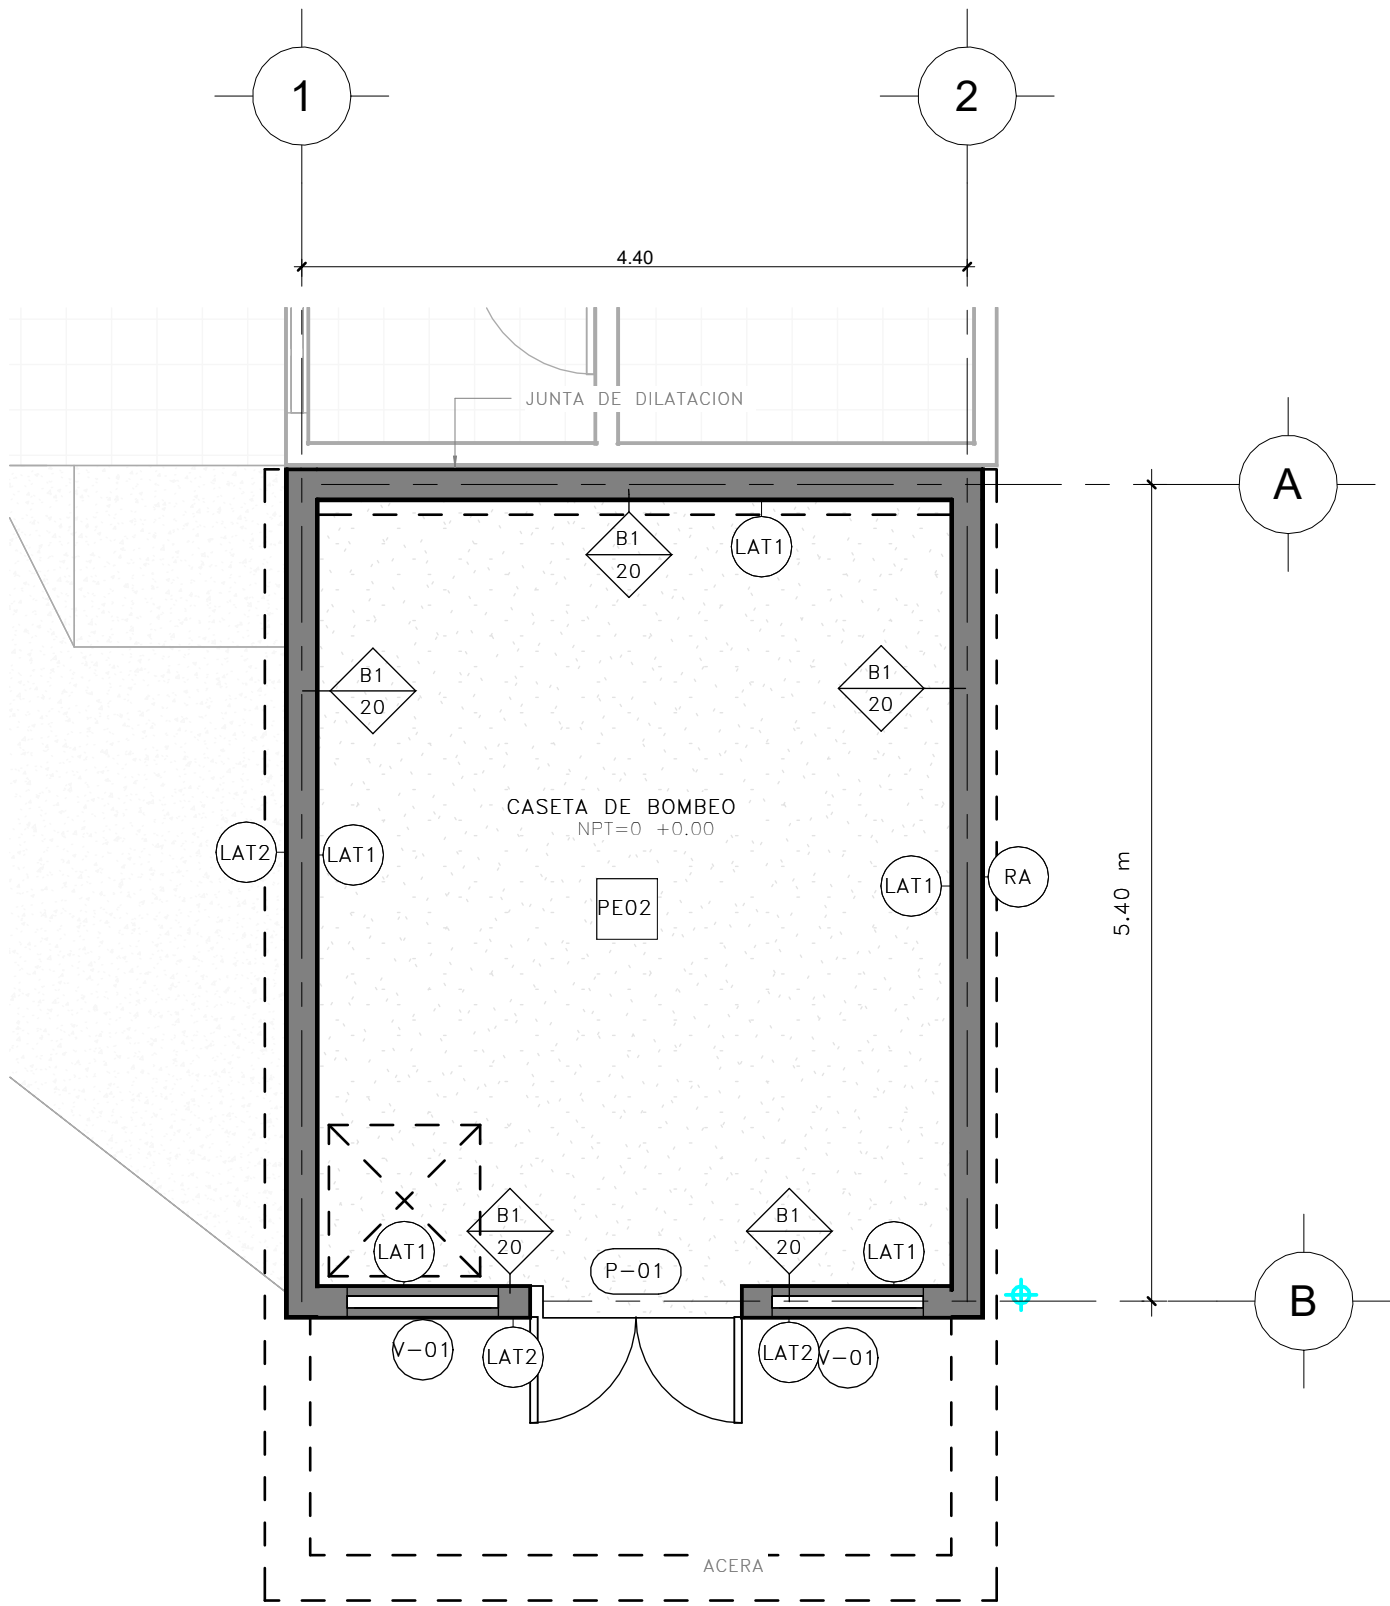 1
2
4.40
JUNTA DE DILATACION
A
B1
20
LAT1
B1
20
B1
20
CASETA DE BOMBEO
NPT=0 +0.00
LAT2
LAT1
LAT1
RA
PE02
5.40 m
B1
20
B1
20
LAT1
LAT1
P-01
B
V-01
LAT2
LAT2
V-01
ACERA